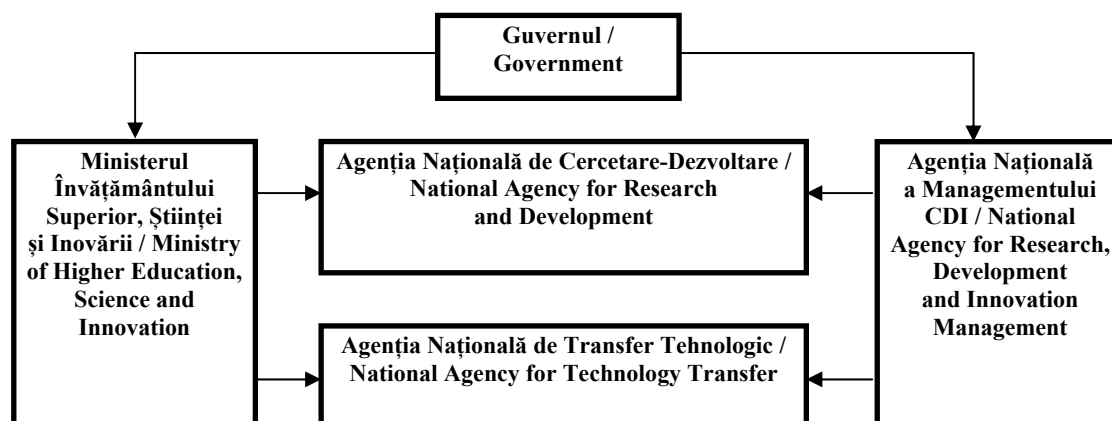 Guvernul /
Government
Ministerul
Învățământului
Superior, Științei
și Inovării / Ministry
of Higher Education,
Science and
Innovation
Agenția Națională de Cercetare-Dezvoltare /
National Agency for Research
and Development
Agenția Națională
a Managementului
CDI / National
Agency for Research,
Development
and Innovation
Management
Agenția Națională de Transfer Tehnologic /
National Agency for Technology Transfer